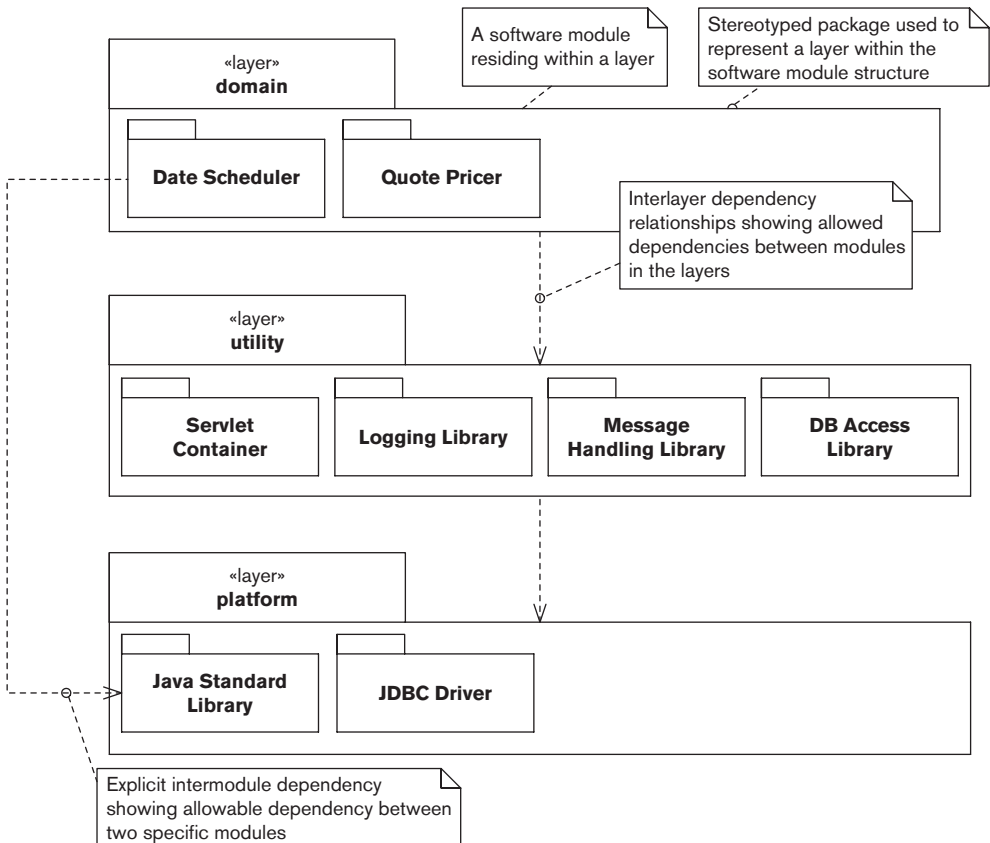 A software module
residing within a layer
Stereotyped package used to
represent a layer within the
software module structure
«layer»
domain
Date Scheduler
Quote Pricer
Interlayer dependency
relationships showing allowed
dependencies between modules
in the layers
«layer»
utility
Servlet
Container
Logging Library
Message
Handling Library
DB Access
Library
«layer»
platform
Java Standard
Library
JDBC Driver
Explicit intermodule dependency
showing allowable dependency between
two specific modules